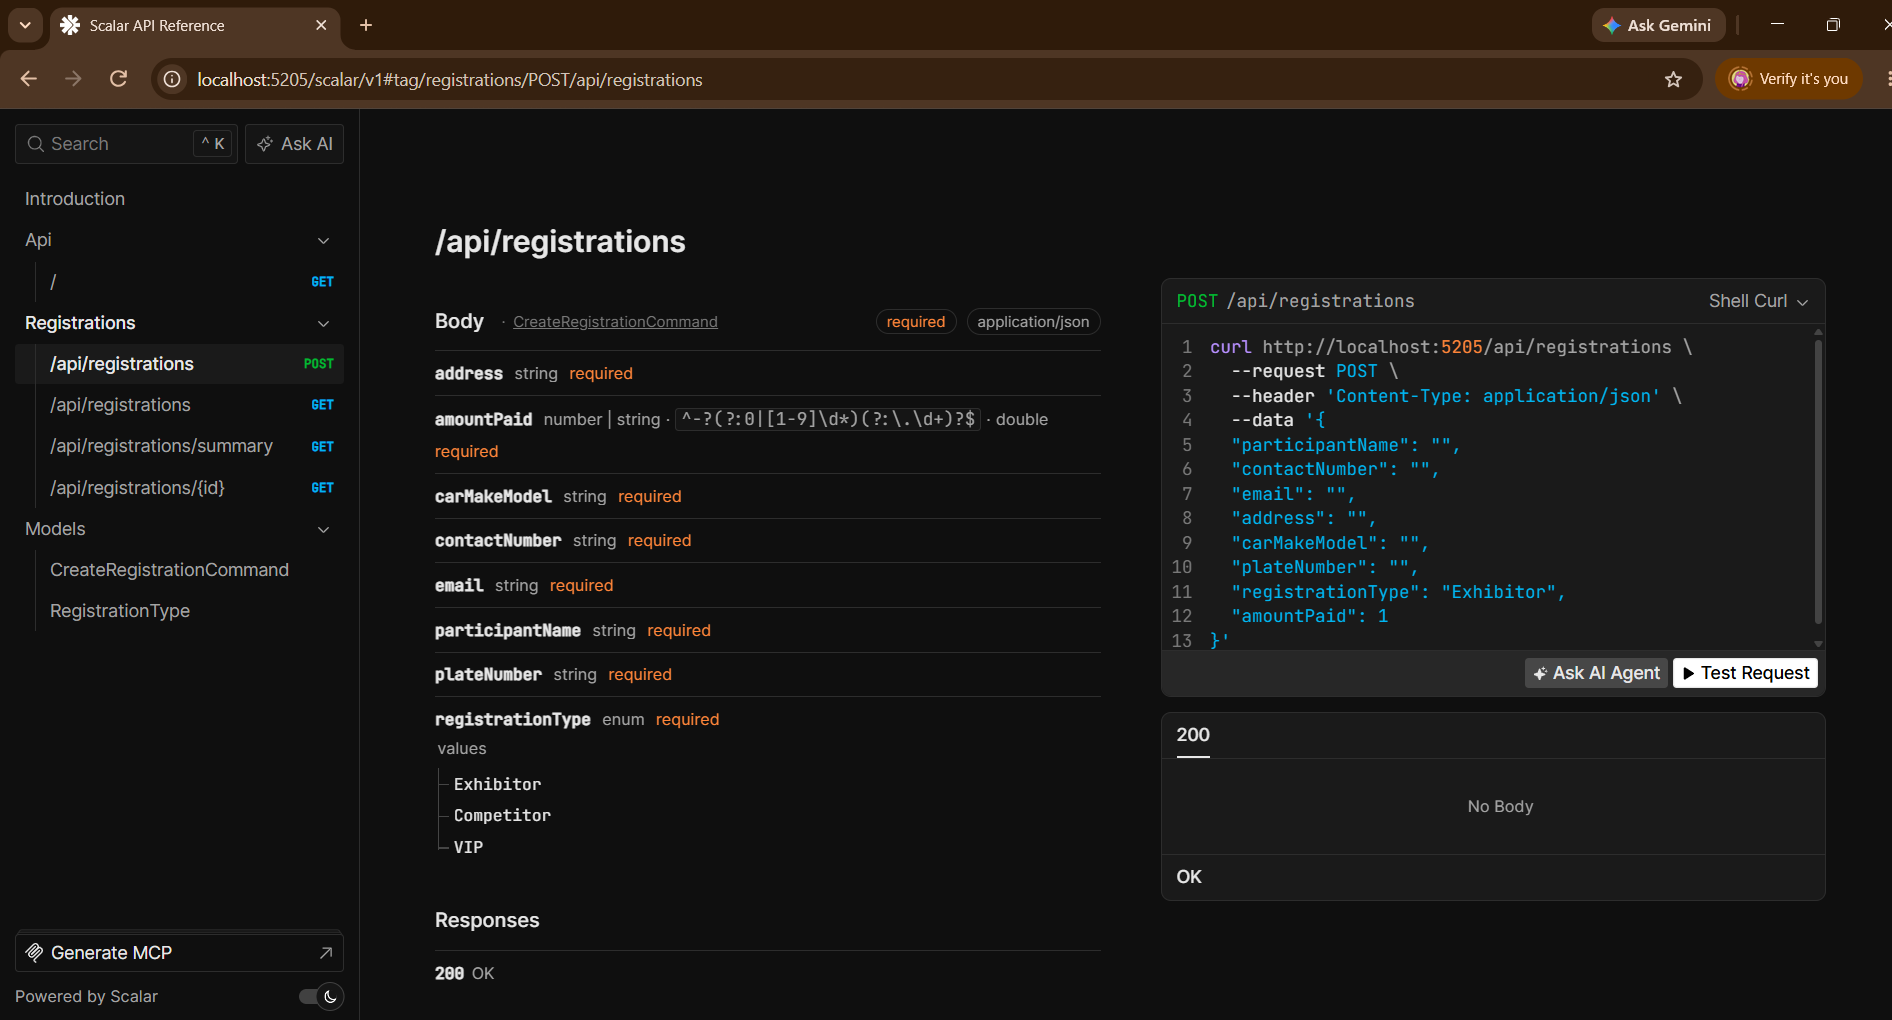 Scalar API Reference
Ask Gemini
localhost:5205/scalar/v1#tag/registrations/POST/api/registrations
Verify it's you
Search
^ K
Ask AI
Introduction
Api
/
GET
Registrations
/api/registrations
POST
/api/registrations
GET
/api/registrations/summary
GET
/api/registrations/{id}
GET
Models
CreateRegistrationCommand
RegistrationType
Generate MCP
Powered by Scalar
/api/registrations
Body · CreateRegistrationCommand required application/json
address string required
amountPaid number | string · ^-?(?:0|[1-9]\d*)(?:\.\d+)?$ · double
required
carMakeModel string required
contactNumber string required
email string required
participantName string required
plateNumber string required
registrationType enum required
values
Exhibitor
Competitor
VIP
Responses
200 OK
POST /api/registrations
Shell Curl
1 curl http://localhost:5205/api/registrations \
2 --request POST \
3 --header 'Content-Type: application/json' \
4 --data '{
5 "participantName": "",
6 "contactNumber": "",
7 "email": "",
8 "address": "",
9 "carMakeModel": "",
10 "plateNumber": "",
11 "registrationType": "Exhibitor",
12 "amountPaid": 1
13 }'
Ask AI Agent
Test Request
200
No Body
OK